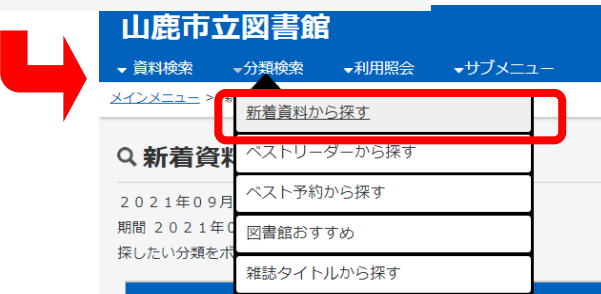 山鹿市立図書館
資料検索 分類検索 利用照会 サブメニュー
メインメニュー >
新着資料から探す
新着資料
ベストリーダーから探す
2021年09月
ベスト予約から探す
期間 2021年0
図書館おすすめ
探したい分類をボ
雑誌タイトルから探す